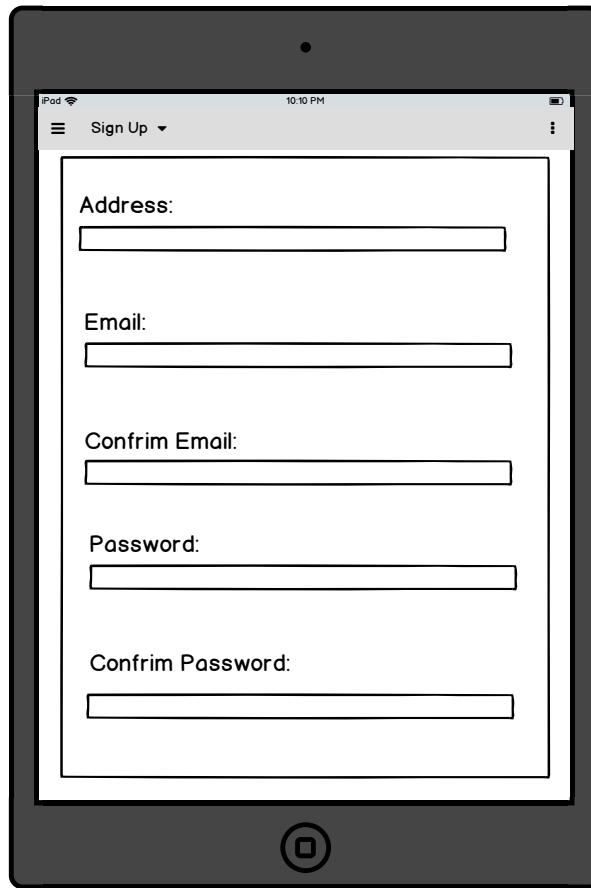 iPad 10:10 PM
Sign Up
Address:
Email:
Confrim Email:
Password:
Confrim Password: